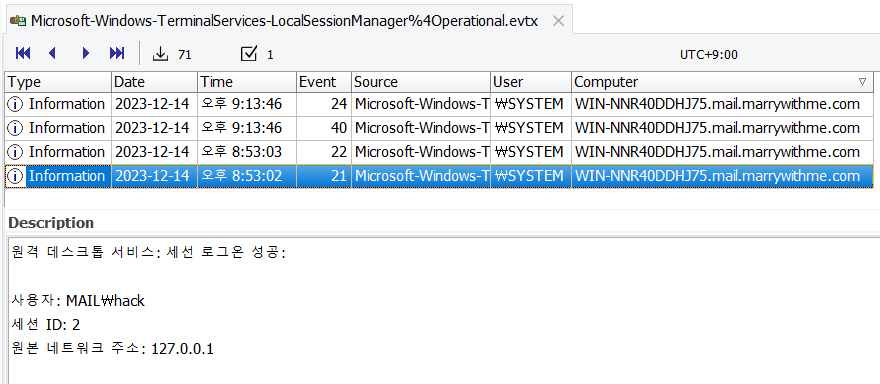 Microsoft-Windows-TerminalServices-LocalSessionManager%4Operational.evtx
71 1 UTC+9:00
Type Date Time Event Source User Computer
Information 2023-12-14 오후 9:13:46 24 Microsoft-Windows-T ₩SYSTEM WIN-NNR40DDHJ75.mail.marrywithme.com
Information 2023-12-14 오후 9:13:46 40 Microsoft-Windows-T ₩SYSTEM WIN-NNR40DDHJ75.mail.marrywithme.com
Information 2023-12-14 오후 8:53:03 22 Microsoft-Windows-T ₩SYSTEM WIN-NNR40DDHJ75.mail.marrywithme.com
Information 2023-12-14 오후 8:53:02 21 Microsoft-Windows-T ₩SYSTEM WIN-NNR40DDHJ75.mail.marrywithme.com
Description
원격 데스크톱 서비스: 세션 로그온 성공:
사용자: MAIL₩hack
세션 ID: 2
원본 네트워크 주소: 127.0.0.1